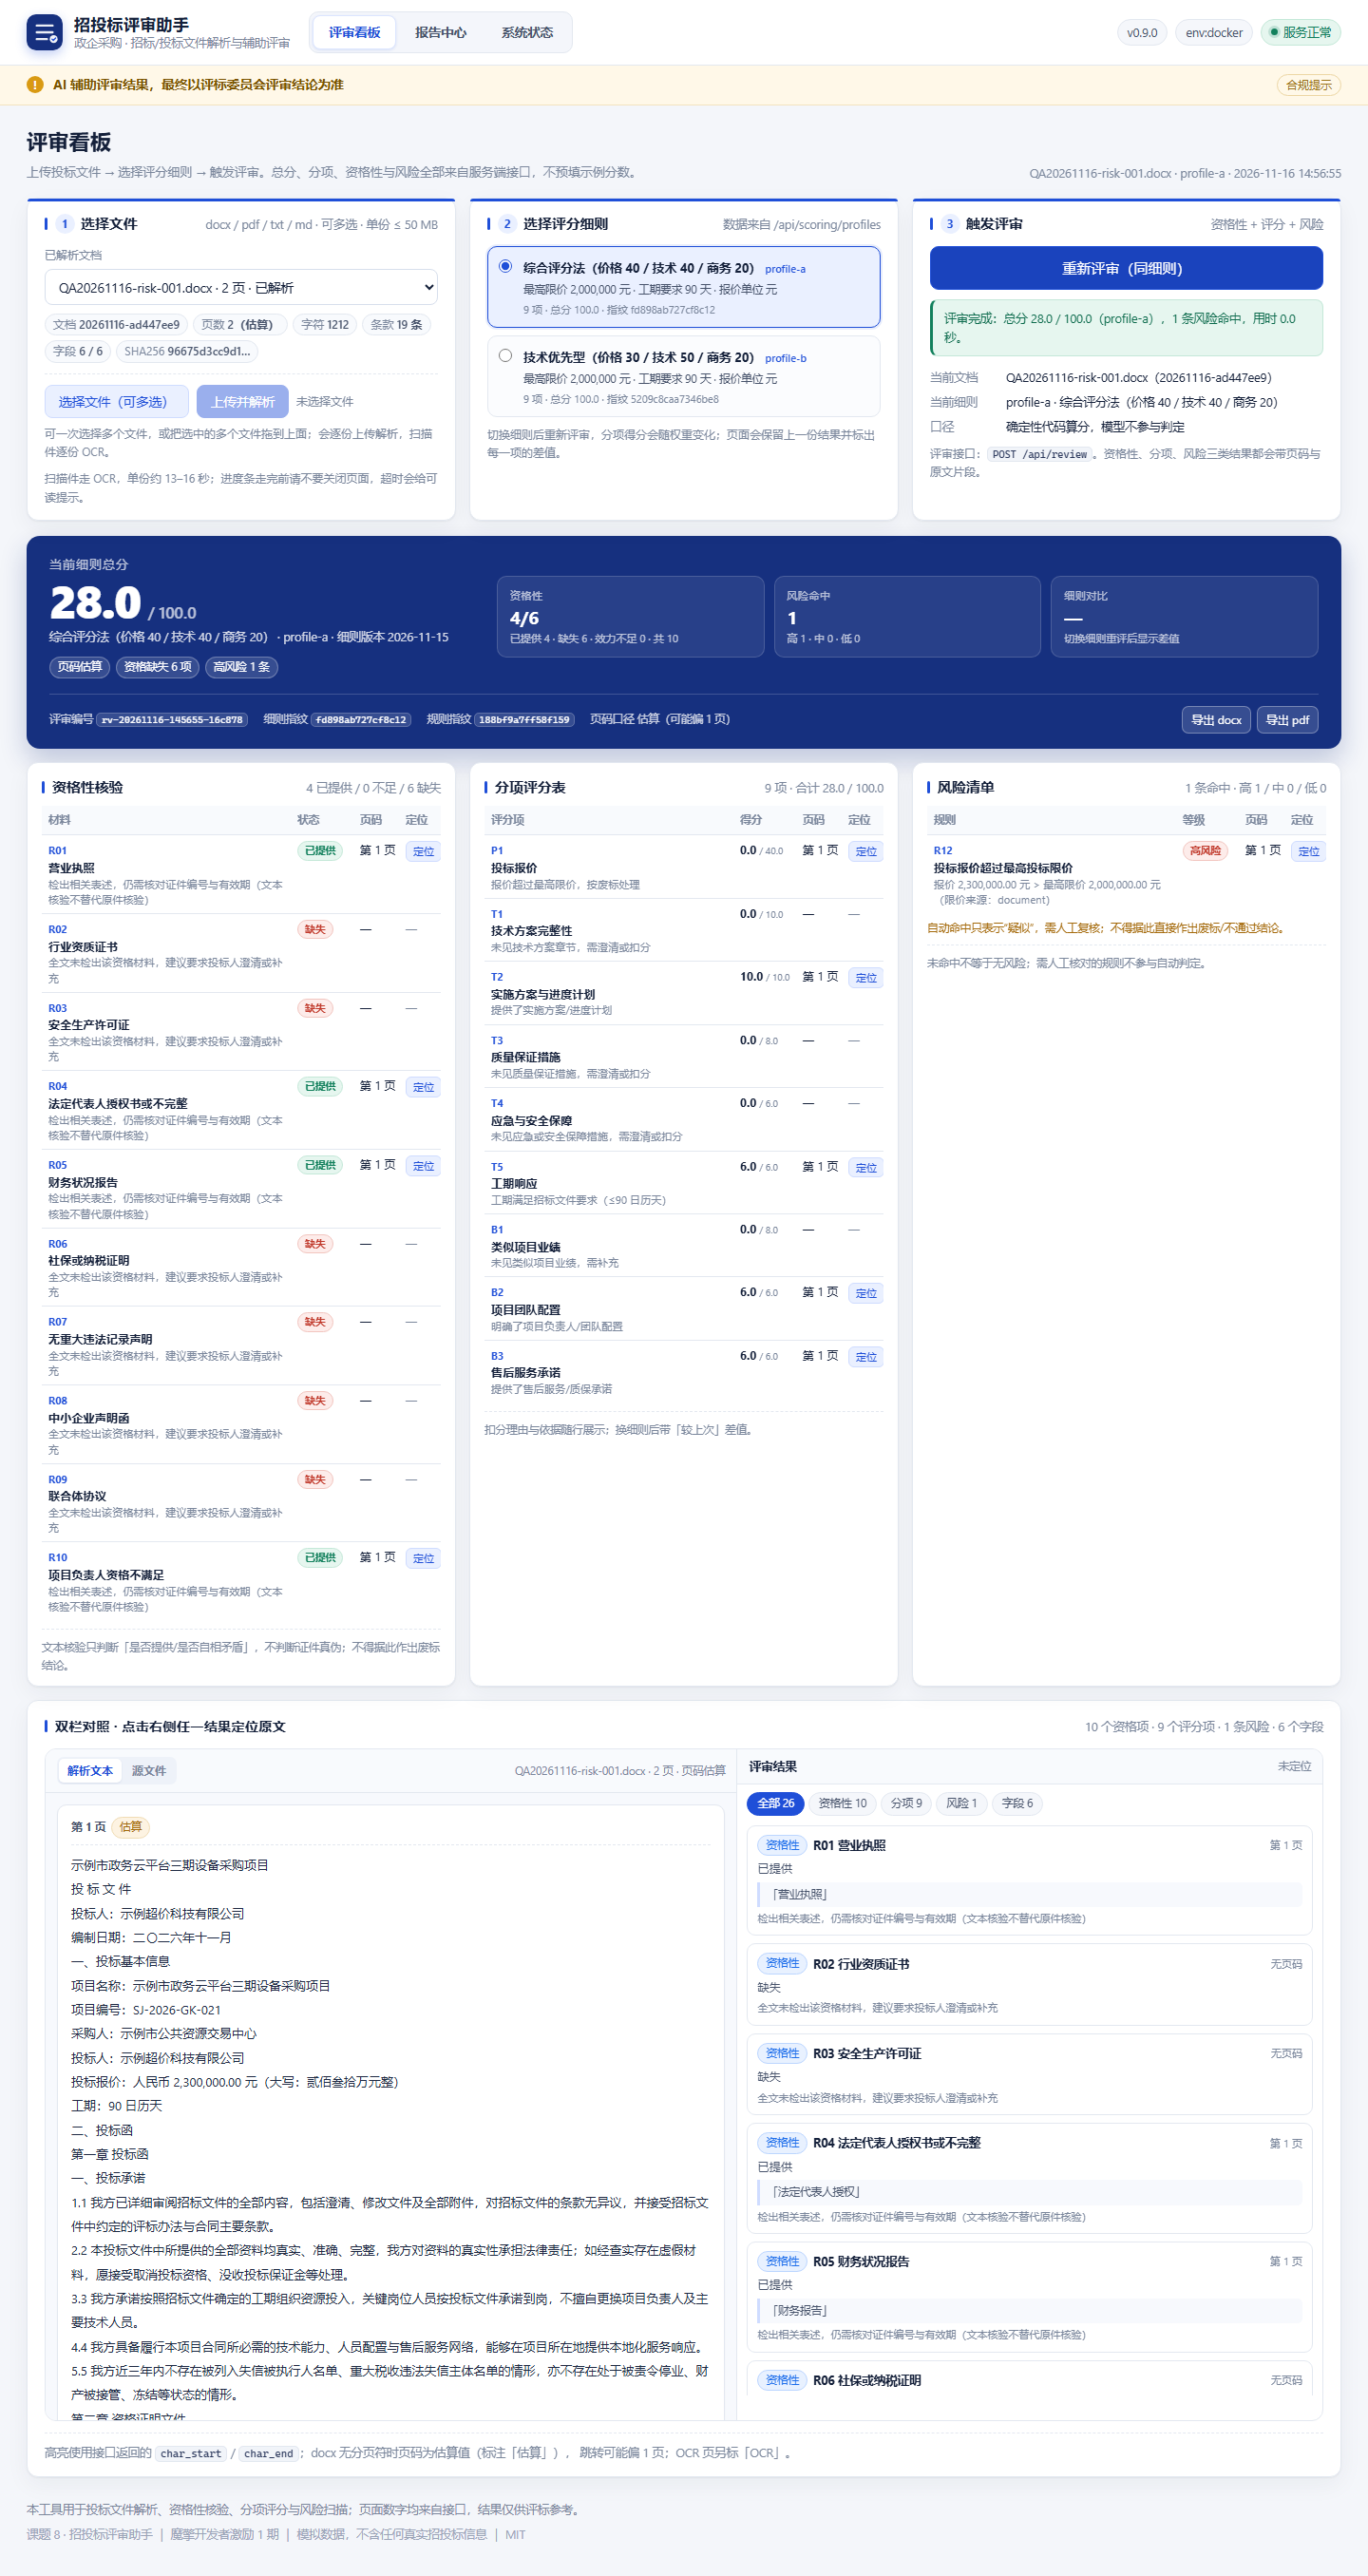 招投标评审助手
政企采购 · 招标/投标文件解析与辅助评审
评审看板
报告中心
系统状态
v0.9.0
env:docker
服务正常
AI 辅助评审结果，最终以评标委员会评审结论为准
合规提示
评审看板
上传投标文件 → 选择评分细则 → 触发评审。总分、分项、资格性与风险全部来自服务端接口，不预填示例分数。
QA20261116-risk-001.docx · profile-a · 2026-11-16 14:56:55
1 选择文件
docx / pdf / txt / md · 可多选 · 单份 ≤ 50 MB
已解析文档
QA20261116-risk-001.docx · 2 页 · 已解析
文档 20261116-ad447ee9
页数 2（估算）
字符 1212
条款 19 条
字段 6 / 6
SHA256 96675d3cc9d1...
选择文件（可多选）
上传并解析
未选择文件
可一次选择多个文件，或把选中的多个文件拖到上面；会逐份上传解析，扫描
件逐份 OCR。
扫描件走 OCR，单份约 13–16 秒；进度条走完前请不要关闭页面，超时会给可
读提示。
2 选择评分细则
数据来自 /api/scoring/profiles
综合评分法（价格 40 / 技术 40 / 商务 20） profile-a
最高限价 2,000,000 元 · 工期要求 90 天 · 报价单位 元
9 项 · 总分 100.0 · 指纹 fd898ab727cf8c12
技术优先型（价格 30 / 技术 50 / 商务 20） profile-b
最高限价 2,000,000 元 · 工期要求 90 天 · 报价单位 元
9 项 · 总分 100.0 · 指纹 5209c8caa7346be8
切换细则后重新评审，分项得分会随权重变化；页面会保留上一份结果并标出
每一项的差值。
3 触发评审
资格性 + 评分 + 风险
重新评审（同细则）
评审完成：总分 28.0 / 100.0（profile-a），1 条风险命中，用时 0.0
秒。
当前文档 QA20261116-risk-001.docx（20261116-ad447ee9）
当前细则 profile-a · 综合评分法（价格 40 / 技术 40 / 商务 20）
口径 确定性代码算分，模型不参与判定
评审接口： POST /api/review 。资格性、分项、风险三类结果都会带页码与
原文片段。
当前细则总分
28.0 / 100.0
综合评分法（价格 40 / 技术 40 / 商务 20） · profile-a · 细则版本 2026-11-15
页码估算
资格缺失 6 项
高风险 1 条
资格性
4/6
已提供 4 · 缺失 6 · 效力不足 0 · 共 10
风险命中
1
高 1 · 中 0 · 低 0
细则对比
—
切换细则重评后显示差值
评审编号 rv-20261116-145655-16c878
细则指纹 fd898ab727cf8c12
规则指纹 188bf9a7ff58f159
页码口径 估算（可能偏 1 页）
导出 docx
导出 pdf
资格性核验
4 已提供 / 0 不足 / 6 缺失
材料 状态 页码 定位
R01 已提供 第 1 页 定位
营业执照
检出相关表述，仍需核对证件编号与有效期（文本
核验不替代原件核验）
R02 缺失 — —
行业资质证书
全文未检出该资格材料，建议要求投标人澄清或补
充
R03 缺失 — —
安全生产许可证
全文未检出该资格材料，建议要求投标人澄清或补
充
R04 已提供 第 1 页 定位
法定代表人授权书或不完整
检出相关表述，仍需核对证件编号与有效期（文本
核验不替代原件核验）
R05 已提供 第 1 页 定位
财务状况报告
检出相关表述，仍需核对证件编号与有效期（文本
核验不替代原件核验）
R06 缺失 — —
社保或纳税证明
全文未检出该资格材料，建议要求投标人澄清或补
充
R07 缺失 — —
无重大违法记录声明
全文未检出该资格材料，建议要求投标人澄清或补
充
R08 缺失 — —
中小企业声明函
全文未检出该资格材料，建议要求投标人澄清或补
充
R09 缺失 — —
联合体协议
全文未检出该资格材料，建议要求投标人澄清或补
充
R10 已提供 第 1 页 定位
项目负责人资格不满足
检出相关表述，仍需核对证件编号与有效期（文本
核验不替代原件核验）
文本核验只判断「是否提供/是否自相矛盾」，不判断证件真伪；不得据此作出废标
结论。
分项评分表
9 项 · 合计 28.0 / 100.0
评分项 得分 页码 定位
P1 0.0 / 40.0 第 1 页 定位
投标报价
报价超过最高限价，按废标处理
T1 0.0 / 10.0 — —
技术方案完整性
未见技术方案章节，需澄清或扣分
T2 10.0 / 10.0 第 1 页 定位
实施方案与进度计划
提供了实施方案/进度计划
T3 0.0 / 8.0 — —
质量保证措施
未见质量保证措施，需澄清或扣分
T4 0.0 / 6.0 — —
应急与安全保障
未见应急或安全保障措施，需澄清或扣分
T5 6.0 / 6.0 第 1 页 定位
工期响应
工期满足招标文件要求（≤90 日历天）
B1 0.0 / 8.0 — —
类似项目业绩
未见类似项目业绩，需补充
B2 6.0 / 6.0 第 1 页 定位
项目团队配置
明确了项目负责人/团队配置
B3 6.0 / 6.0 第 1 页 定位
售后服务承诺
提供了售后服务/质保承诺
扣分理由与依据随行展示；换细则后带「较上次」差值。
风险清单
1 条命中 · 高 1 / 中 0 / 低 0
规则 等级 页码 定位
R12 高风险 第 1 页 定位
投标报价超过最高投标限价
报价 2,300,000.00 元 > 最高限价 2,000,000.00 元
（限价来源：document）
自动命中只表示“疑似”，需人工复核；不得据此直接作出废标/不通过结论。
未命中不等于无风险；需人工核对的规则不参与自动判定。
双栏对照 · 点击右侧任一结果定位原文
10 个资格项 · 9 个评分项 · 1 条风险 · 6 个字段
解析文本
源文件
QA20261116-risk-001.docx · 2 页 · 页码估算
第 1 页 估算
示例市政务云平台三期设备采购项目
投 标 文 件
投标人：示例超价科技有限公司
编制日期：二〇二六年十一月
一、投标基本信息
项目名称：示例市政务云平台三期设备采购项目
项目编号：SJ-2026-GK-021
采购人：示例市公共资源交易中心
投标人：示例超价科技有限公司
投标报价：人民币 2,300,000.00 元（大写：贰佰叁拾万元整）
工期：90 日历天
二、投标函
第一章 投标函
一、投标承诺
1.1 我方已详细审阅招标文件的全部内容，包括澄清、修改文件及全部附件，对招标文件的条款无异议，并接受招标文
件中约定的评标办法与合同主要条款。
2.2 本投标文件中所提供的全部资料均真实、准确、完整，我方对资料的真实性承担法律责任；如经查实存在虚假材
料，愿接受取消投标资格、没收投标保证金等处理。
3.3 我方承诺按照招标文件确定的工期组织资源投入，关键岗位人员按投标文件承诺到岗，不擅自更换项目负责人及主
要技术人员。
4.4 我方具备履行本项目合同所必需的技术能力、人员配置与售后服务网络，能够在项目所在地提供本地化服务响应。
5.5 我方近三年内不存在被列入失信被执行人名单、重大税收违法失信主体名单的情形，亦不存在处于被责令停业、财
产被接管、冻结等状态的情形。
第二章 资格证明文件
评审结果
未定位
全部 26
资格性 10
分项 9
风险 1
字段 6
资格性 R01 营业执照 第 1 页
已提供
「营业执照」
检出相关表述，仍需核对证件编号与有效期（文本核验不替代原件核验）
资格性 R02 行业资质证书 无页码
缺失
全文未检出该资格材料，建议要求投标人澄清或补充
资格性 R03 安全生产许可证 无页码
缺失
全文未检出该资格材料，建议要求投标人澄清或补充
资格性 R04 法定代表人授权书或不完整 第 1 页
已提供
「法定代表人授权」
检出相关表述，仍需核对证件编号与有效期（文本核验不替代原件核验）
资格性 R05 财务状况报告 第 1 页
已提供
「财务报告」
检出相关表述，仍需核对证件编号与有效期（文本核验不替代原件核验）
资格性 R06 社保或纳税证明 无页码
高亮使用接口返回的 char_start / char_end；docx 无分页符时页码为估算值（标注「估算」），跳转可能偏 1 页；OCR 页另标「OCR」。
本工具用于投标文件解析、资格性核验、分项评分与风险扫描；页面数字均来自接口，结果仅供评标参考。
课题 8 · 招投标评审助手 | 魔擎开发者激励 1 期 | 模拟数据，不含任何真实招投标信息 | MIT